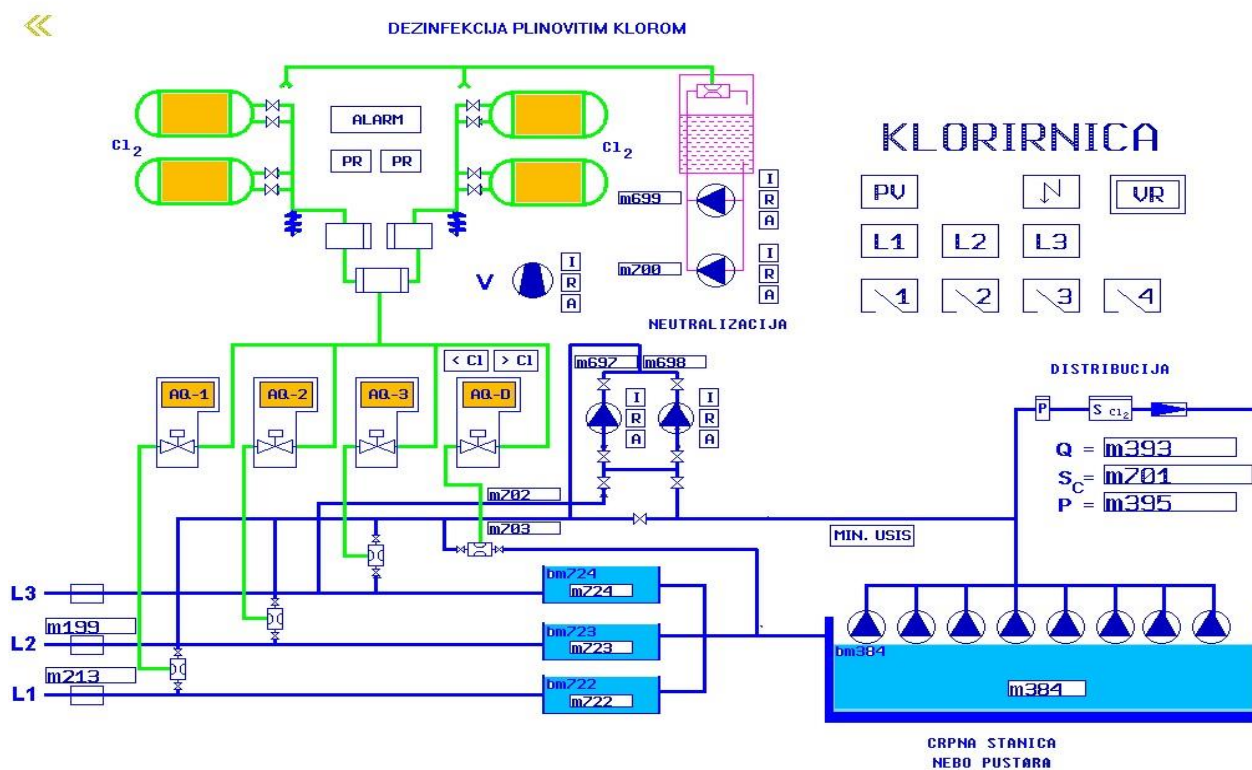 DEZINFEKCIJA PLINOVITIM KLOROM
Cl2
ALARM
PR PR
Cl2
m699
I
R
A
m700
I
R
A
V
I
R
A
NEUTRALIZACIJA
KLORIRNICA
PV
VR
L1 L2 L3
1 2 3 4
< Cl > Cl
m697 m698
AQ-1 AQ-2 AQ-3 AQ-D
I
R
A
I
R
A
DISTRIBUCIJA
P
S Cl2
Q = m393
SC= m701
P = m395
m702
m703
MIN. USIS
L3
m199
L2
m213
L1
bm724
m724
bm723
m723
bm722
m722
bm384
m384
CRPNA STANICA
NEBO PUSTARA